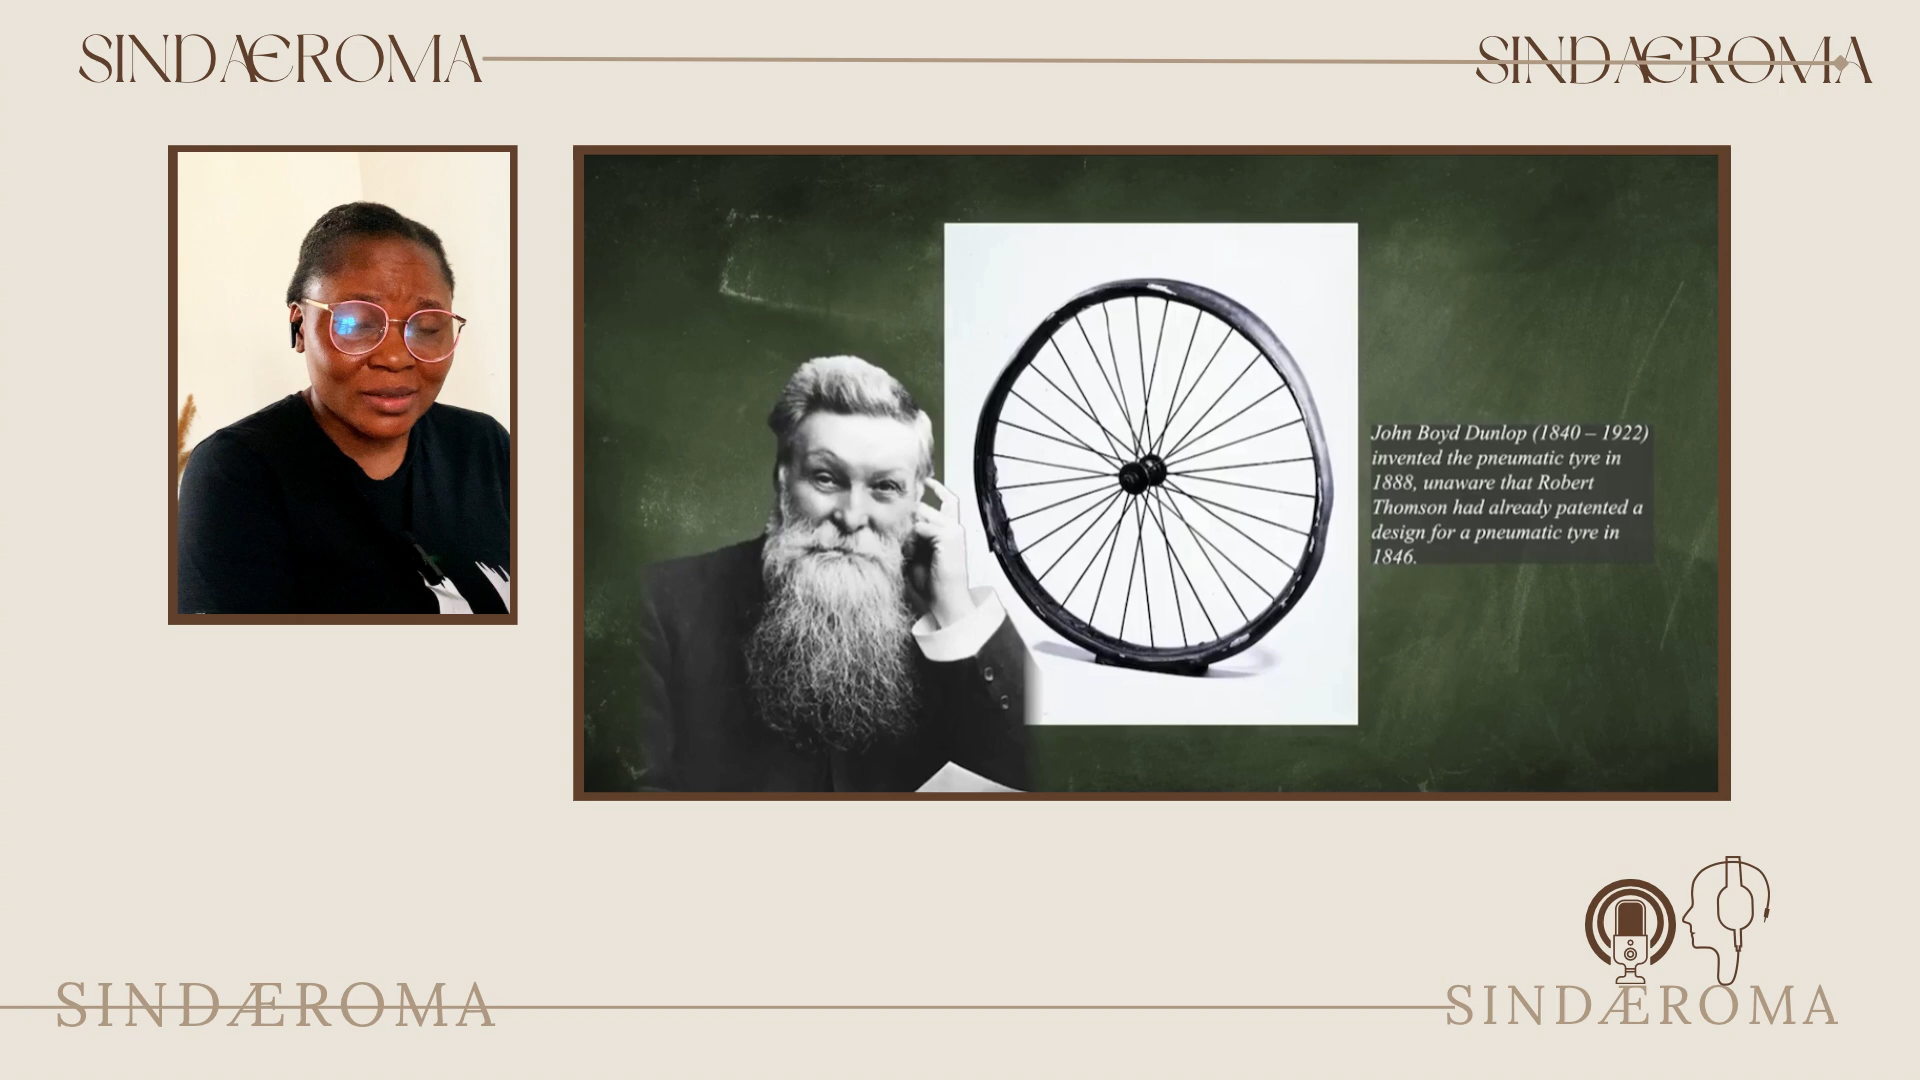 SINDÆROMA
SINDÆROMA
John Boyd Dunlop (1840 – 1922)
invented the pneumatic tyre in
1888, unaware that Robert
Thomson had already patented a
design for a pneumatic tyre in
1846.
SINDÆROMA
SINDÆROMA